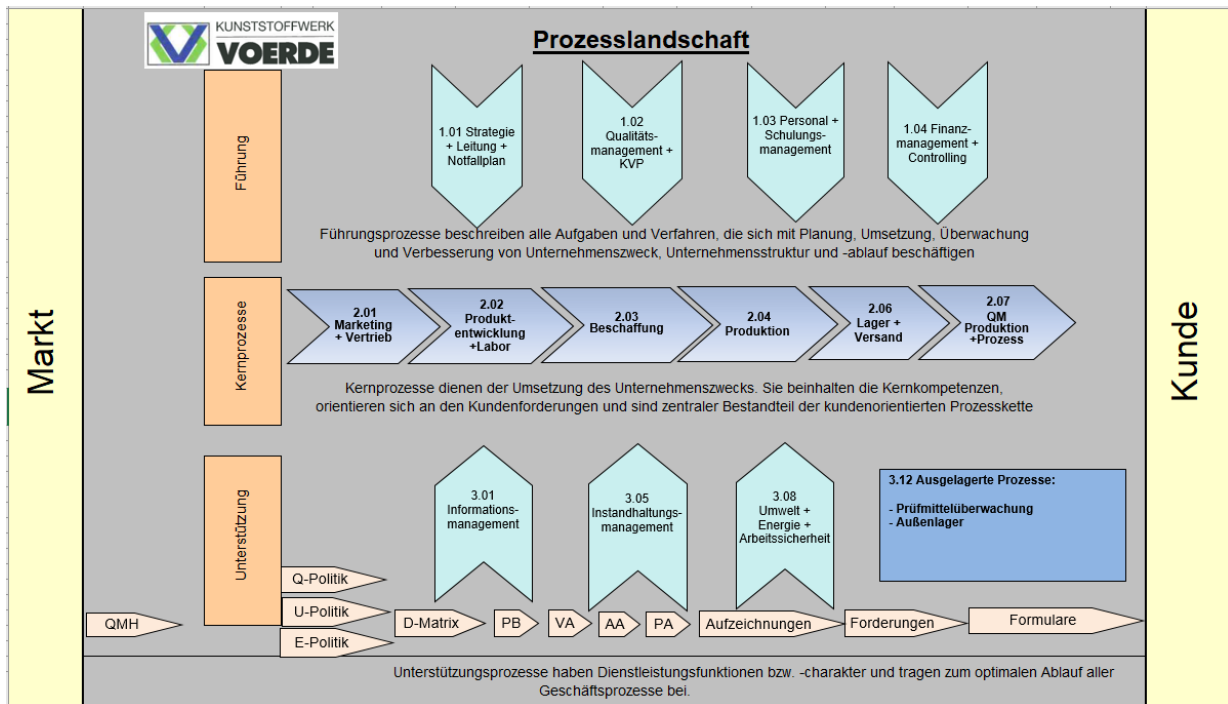 KUNSTSTOFFWERK
VOERDE
Prozesslandschaft
Markt
Kunde
Führung
1.01 Strategie
+ Leitung +
Notfallplan
1.02
Qualitäts-
management +
KVP
1.03 Personal +
Schulungs-
management
1.04 Finanz-
management +
Controlling
Führungsprozesse beschreiben alle Aufgaben und Verfahren, die sich mit Planung, Umsetzung, Überwachung
und Verbesserung von Unternehmenszweck, Unternehmensstruktur und -ablauf beschäftigen
Kernprozesse
2.01
Marketing
+ Vertrieb
2.02
Produkt-
entwicklung
+Labor
2.03
Beschaffung
2.04
Produktion
2.06
Lager +
Versand
2.07
QM
Produktion
+Prozess
Kernprozesse dienen der Umsetzung des Unternehmenszwecks. Sie beinhalten die Kernkompetenzen,
orientieren sich an den Kundenforderungen und sind zentraler Bestandteil der kundenorientierten Prozesskette
Unterstützung
3.01
Informations-
management
3.05
Instandhaltungs-
management
3.08
Umwelt +
Energie +
Arbeitssicherheit
3.12 Ausgelagerte Prozesse:
- Prüfmittelüberwachung
- Außenlager
Q-Politik
U-Politik
E-Politik
QMH
D-Matrix
PB
VA
AA
PA
Aufzeichnungen
Forderungen
Formulare
Unterstützungsprozesse haben Dienstleistungsfunktionen bzw. -charakter und tragen zum optimalen Ablauf aller
Geschäftsprozesse bei.